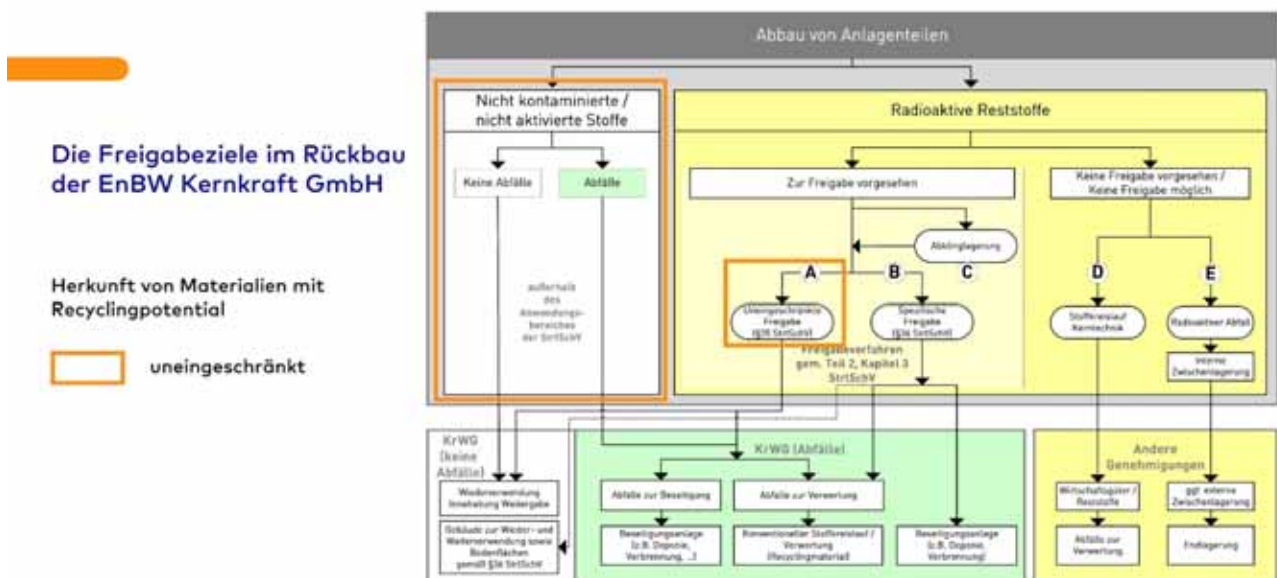 Abbau von Anlagenteilen
Die Freigabeziele im Rückbau
der EnBW Kernkraft GmbH
Herkunft von Materialien mit
Recyclingpotential
uneingeschränkt
Nicht kontaminierte /
nicht aktivierte Stoffe
Keine Abfälle
Abfälle
außerhalb
des
Anwendungs-
bereiches
der StrlSchV
Radioaktive Reststoffe
Zur Freigabe vorgesehen
Keine Freigabe vorgesehen /
Keine Freigabe möglich
Abklinglagerung
A
B
C
D
E
Uneingeschränkte
Freigabe
Spezifische
Freigabe
Stoffkreislauf
Kerntechnik
Radioaktiver Abfall
Interne
Zwischenlagerung
Freigabeverfahren
gem. Teil 2, Kapitel 3
StrlSchV
KrWG
(keine
Abfälle)
Wiederverwendung
Weitergabe
Gebäude zur Wieder- und
Weiterverwendung sowie
Bodenflächen
gemäß StrlSchV
KrWG (Abfälle)
Abfälle zur Beseitigung
Abfälle zur Verwertung
Beseitigungsanlage
(z.B. Deponie,
Verbrennung, ...)
Konventioneller Stoffkreislauf /
Verwertung
(Recyclingmaterial)
Beseitigungsanlage
(z.B. Deponie,
Verbrennung)
Andere
Genehmigungen
Wirtschaftsgüter /
Reststoffe
ggf. externe
Zwischenlagerung
Abfälle zur
Verwertung
Endlagerung